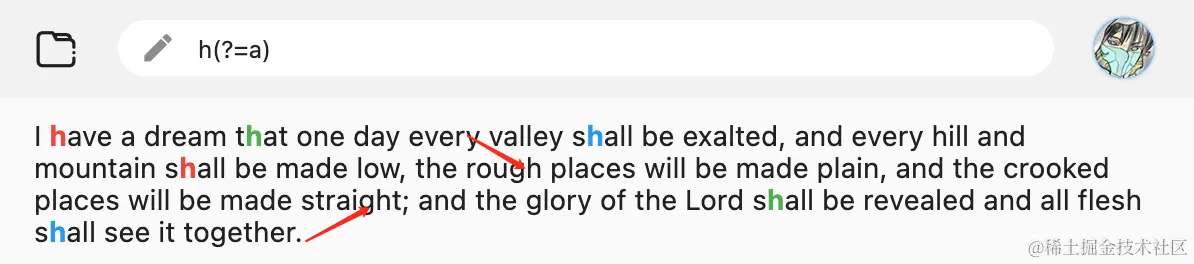 h(?=a)
I have a dream that one day every valley shall be exalted, and every hill and
mountain shall be made low, the rough places will be made plain, and the crooked
places will be made straight; and the glory of the Lord shall be revealed and all flesh
shall see it together.
@稀土掘金技术社区